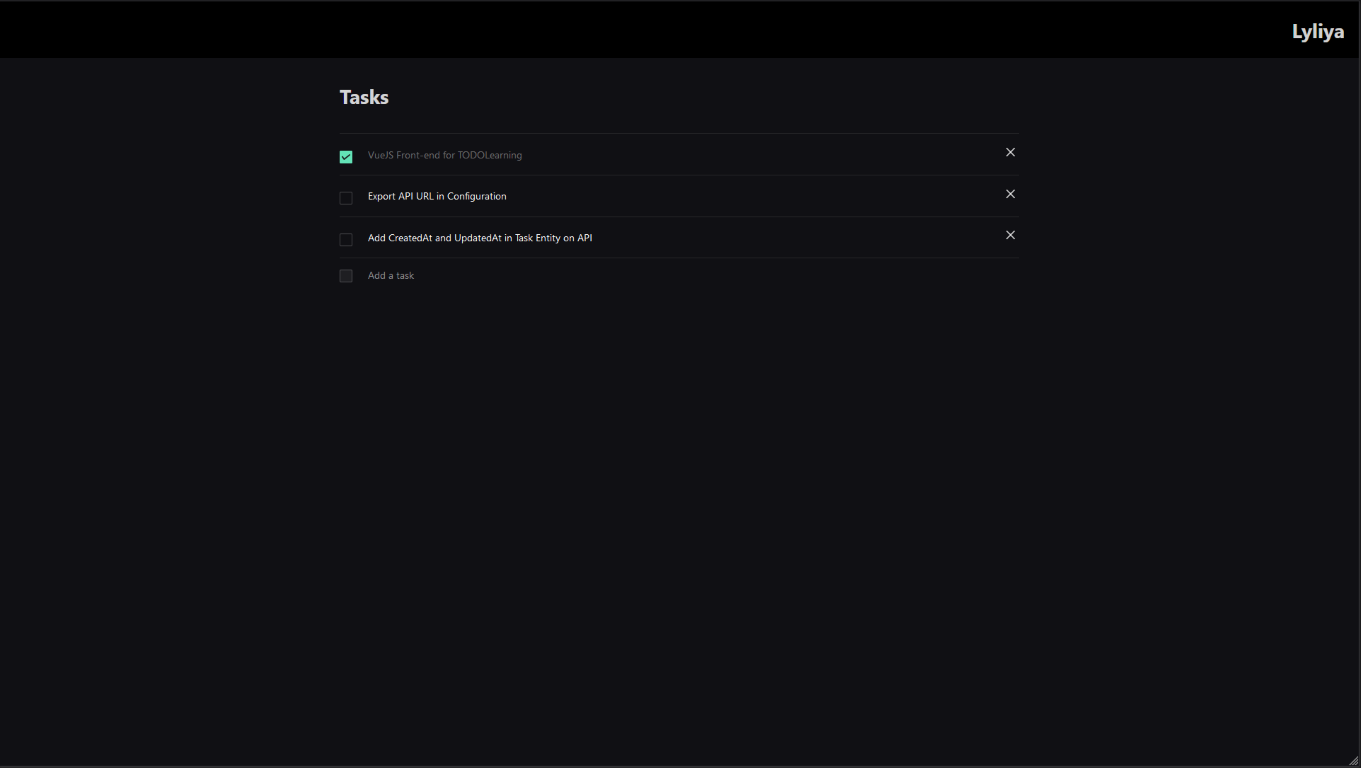 Lyliya
Tasks
VueJS Front-end for TODOLearning
Export API URL in Configuration
Add CreatedAt and UpdatedAt in Task Entity on API
Add a task